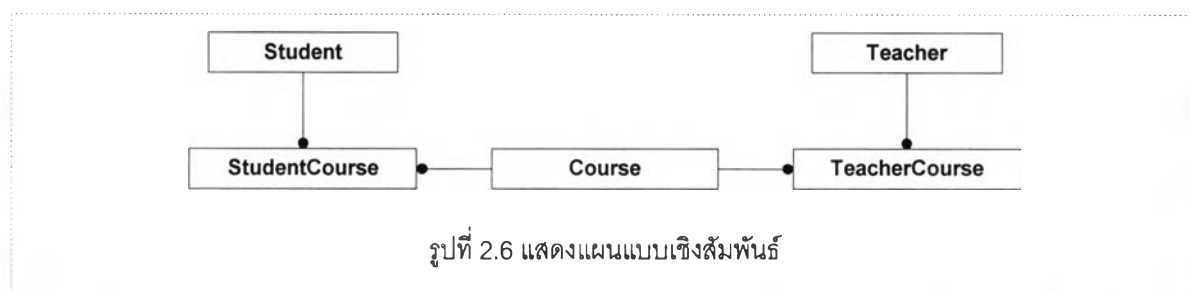 Student
Teacher
StudentCourse
Course
TeacherCourse
รูปที่ 2.6 แสดงแผนแบบเชิงสัมพันธ์